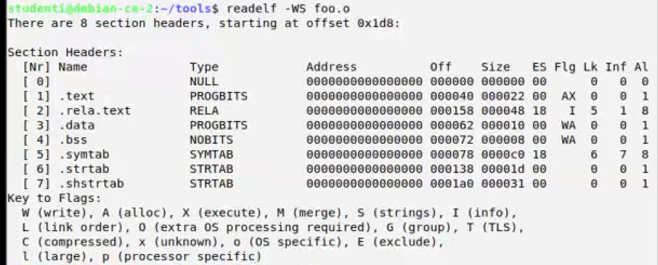 studenti@debian-ce-2:~/tools$ readelf -WS foo.o
There are 8 section headers, starting at offset 0x1d8:

Section Headers:
  [Nr] Name              Type            Address          Off    Size   ES Flg Lk Inf Al
  [ 0]                   NULL            0000000000000000 000000 000000 00      0   0  0
  [ 1] .text             PROGBITS        0000000000000000 000040 000022 00  AX  0   0  1
  [ 2] .rela.text        RELA            0000000000000000 000158 000048 18   I  5   1  8
  [ 3] .data             PROGBITS        0000000000000000 000062 000010 00  WA  0   0  1
  [ 4] .bss              NOBITS          0000000000000000 000072 000008 00  WA  0   0  1
  [ 5] .symtab           SYMTAB          0000000000000000 000078 0000c0 18      6   7  8
  [ 6] .strtab           STRTAB          0000000000000000 000138 00001d 00      0   0  1
  [ 7] .shstrtab         STRTAB          0000000000000000 0001a0 000031 00      0   0  1
Key to Flags:
  W (write), A (alloc), X (execute), M (merge), S (strings), I (info),
  L (link order), O (extra OS processing required), G (group), T (TLS),
  C (compressed), x (unknown), o (OS specific), E (exclude),
  l (large), p (processor specific)